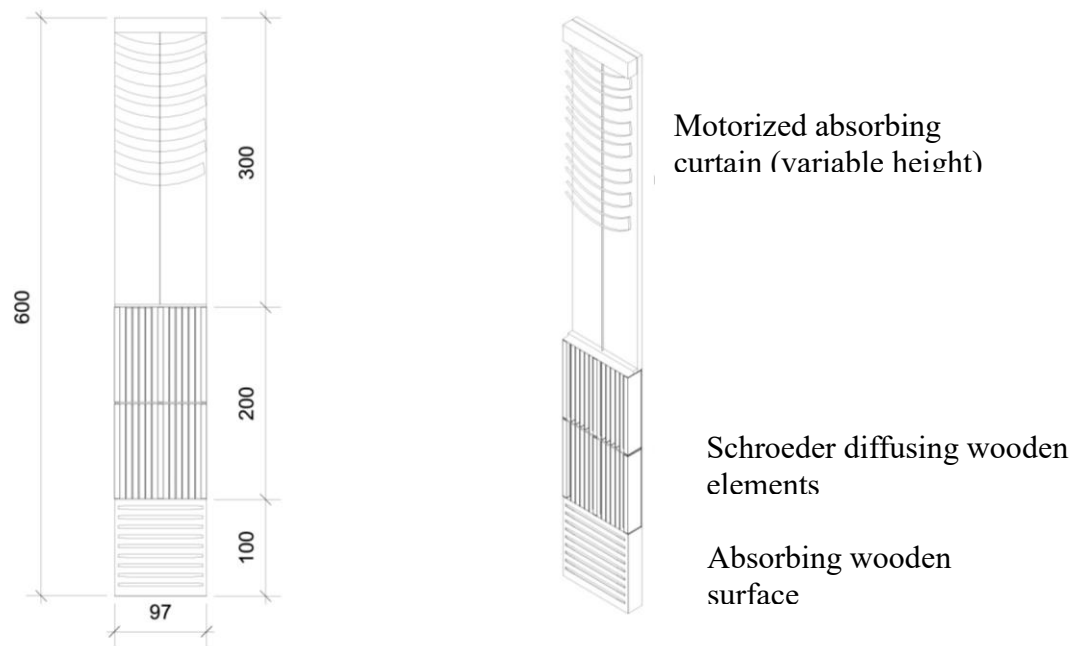 600
300
200
100
97
Motorized absorbing
curtain (variable height)
Schroeder diffusing wooden
elements
Absorbing wooden
surface